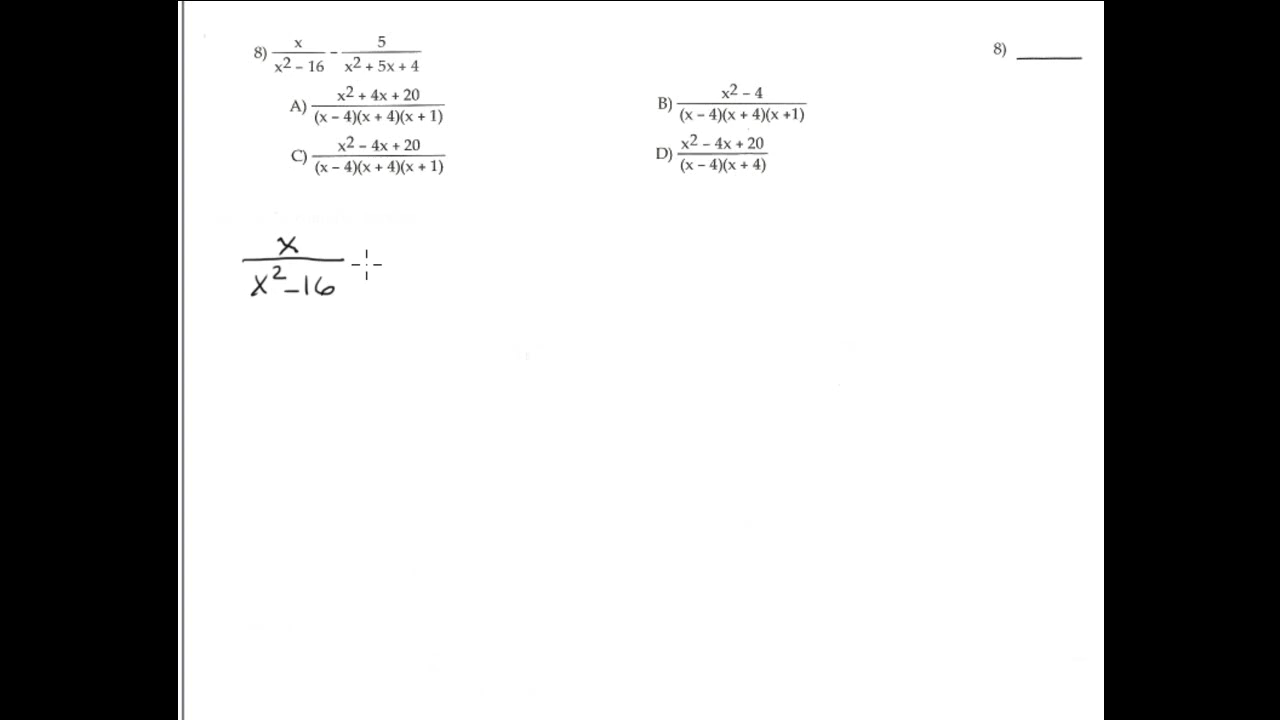 8) x/(x² – 16) – 5/(x² + 5x + 4) 8) ______
A) (x² + 4x + 20)/((x – 4)(x + 4)(x + 1)) B) (x² – 4)/((x – 4)(x + 4)(x +1))
C) (x² – 4x + 20)/((x – 4)(x + 4)(x + 1)) D) (x² – 4x + 20)/((x – 4)(x + 4))
x/(x² – 16)